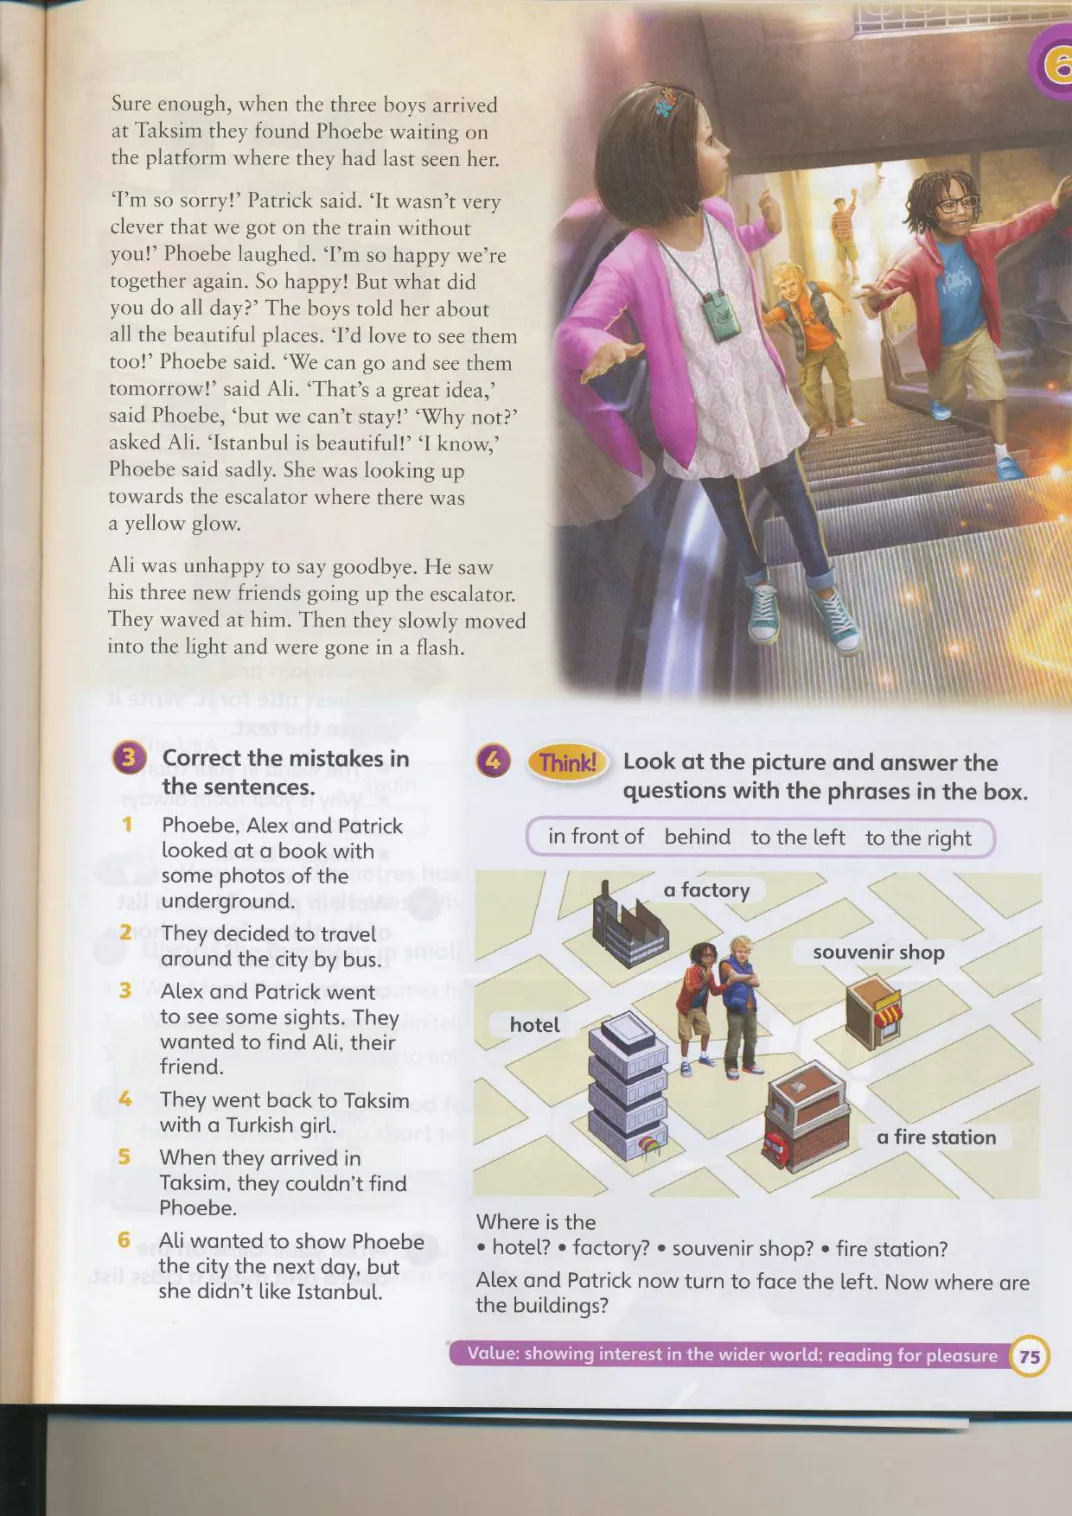 6
Sure enough, when the three boys arrived
at Taksim they found Phoebe waiting on
the platform where they had last seen her.
‘I’m so sorry!’ Patrick said. ‘It wasn’t very
clever that we got on the train without
you!’ Phoebe laughed. ‘I’m so happy we’re
together again. So happy! But what did
you do all day?’ The boys told her about
all the beautiful places. ‘I’d love to see them
too!’ Phoebe said. ‘We can go and see them
tomorrow!’ said Ali. ‘That’s a great idea,’
said Phoebe, ‘but we can’t stay!’ ‘Why not?’
asked Ali. ‘Istanbul is beautiful!’ ‘I know,’
Phoebe said sadly. She was looking up
towards the escalator where there was
a yellow glow.
Ali was unhappy to say goodbye. He saw
his three new friends going up the escalator.
They waved at him. Then they slowly moved
into the light and were gone in a flash.
3 Correct the mistakes in
the sentences.
1 Phoebe, Alex and Patrick
looked at a book with
some photos of the
underground.
2 They decided to travel
around the city by bus.
3 Alex and Patrick went
to see some sights. They
wanted to find Ali, their
friend.
4 They went back to Taksim
with a Turkish girl.
5 When they arrived in
Taksim, they couldn’t find
Phoebe.
6 Ali wanted to show Phoebe
the city the next day, but
she didn’t like Istanbul.
4 Think! Look at the picture and answer the
questions with the phrases in the box.
in front of behind to the left to the right
a factory
souvenir shop
hotel
a fire station
Where is the
• hotel? • factory? • souvenir shop? • fire station?
Alex and Patrick now turn to face the left. Now where are
the buildings?
Value: showing interest in the wider world; reading for pleasure 75